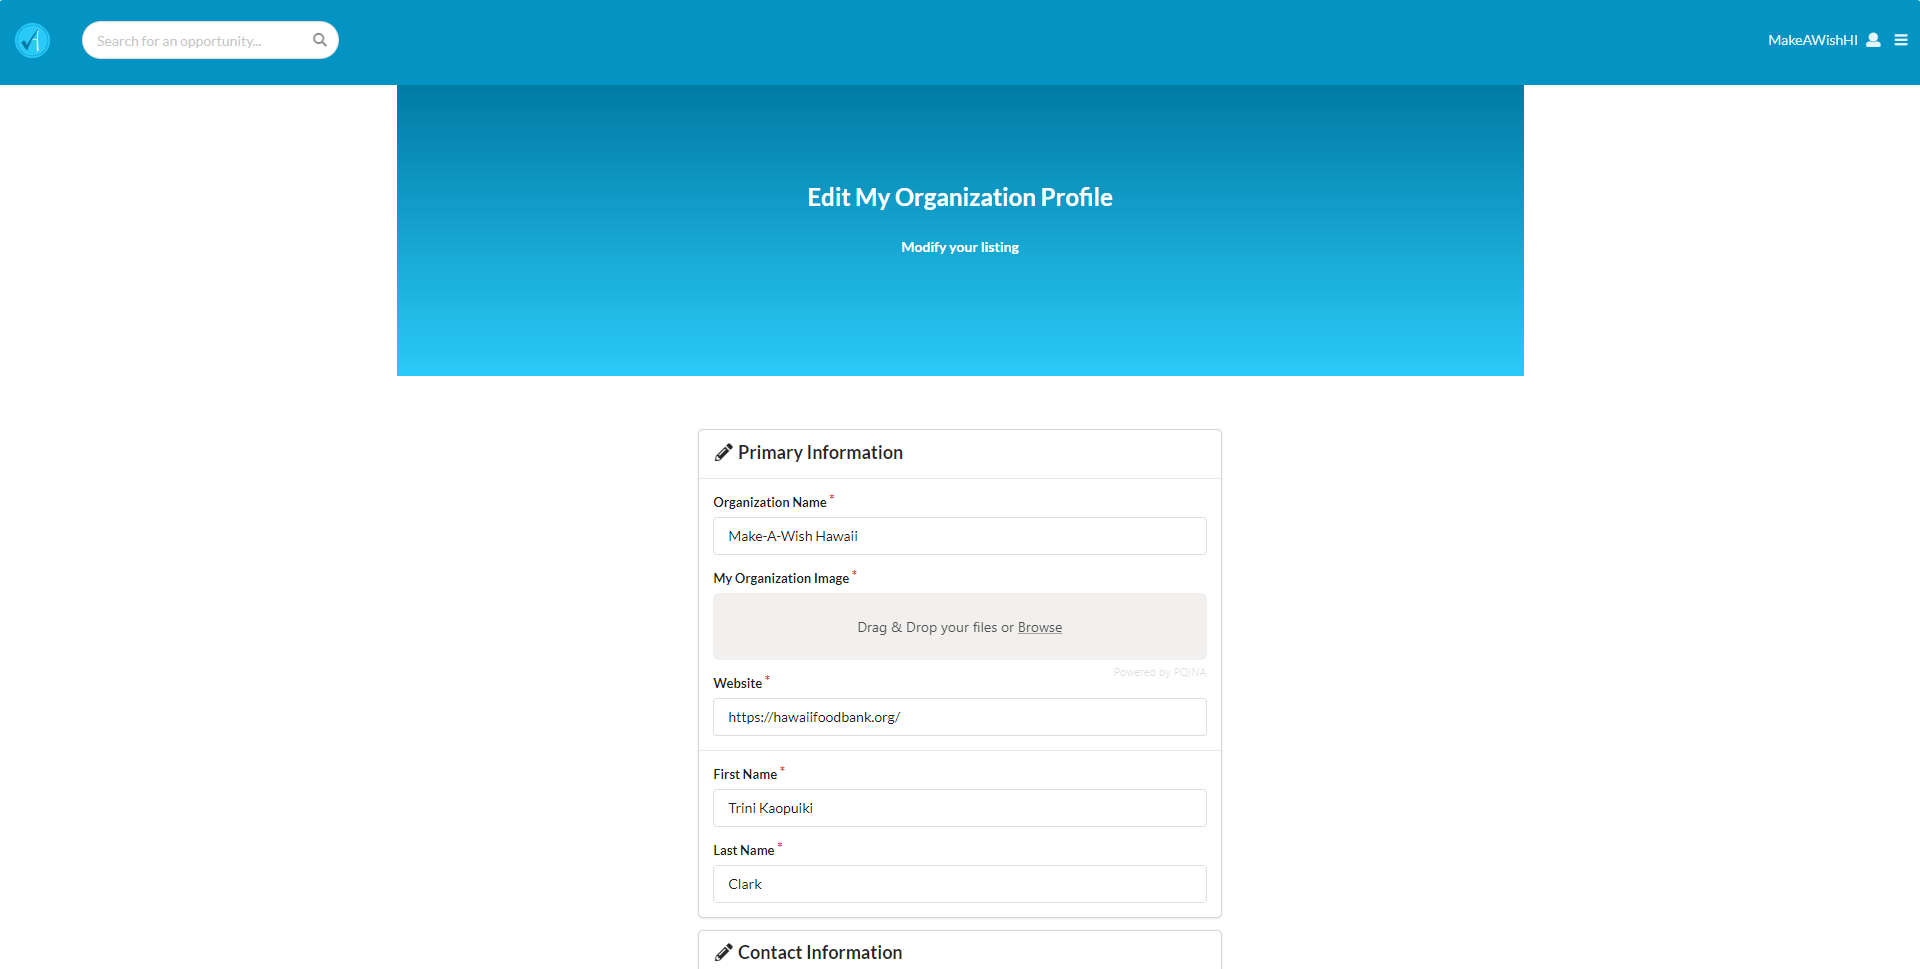 Search for an opportunity...
MakeAWishHI
Edit My Organization Profile
Modify your listing
Primary Information
Organization Name *
Make-A-Wish Hawaii
My Organization Image *
Drag & Drop your files or Browse
Powered by PQINA
Website *
https://hawaiifoodbank.org/
First Name *
Trini Kaopuiki
Last Name *
Clark
Contact Information